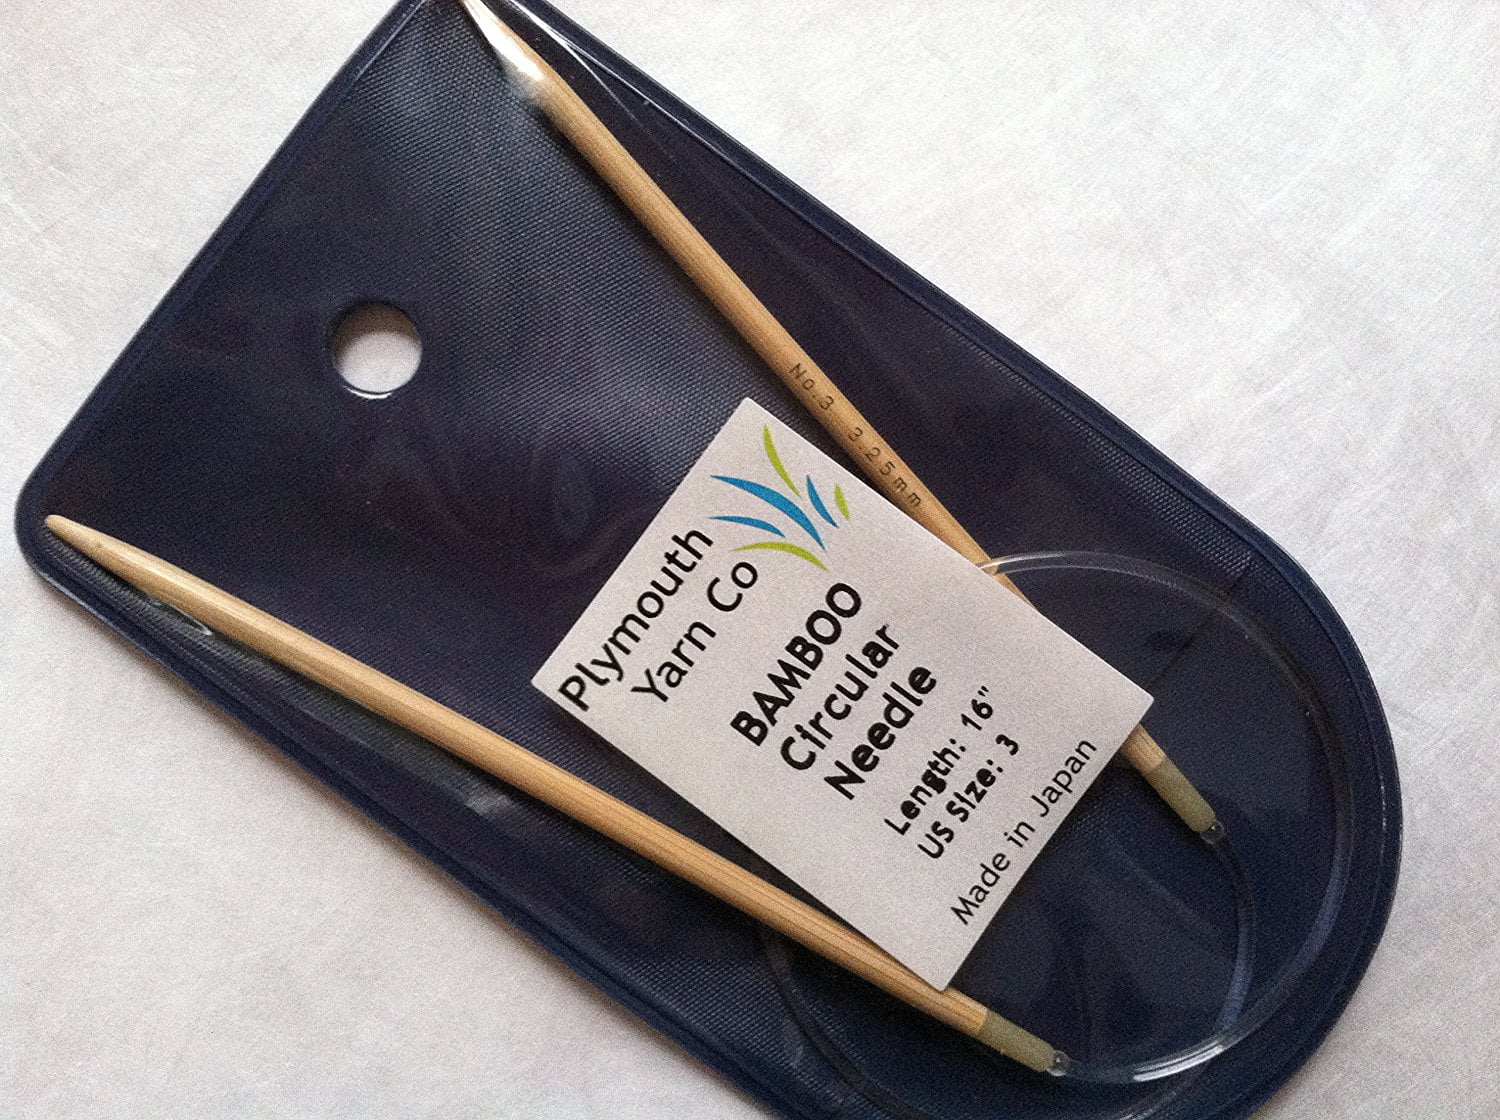 No.3 3.25mm
Plymouth
Yarn Co
BAMBOO
Circular
Needle
Length: 16"
US Size: 3
Made in Japan